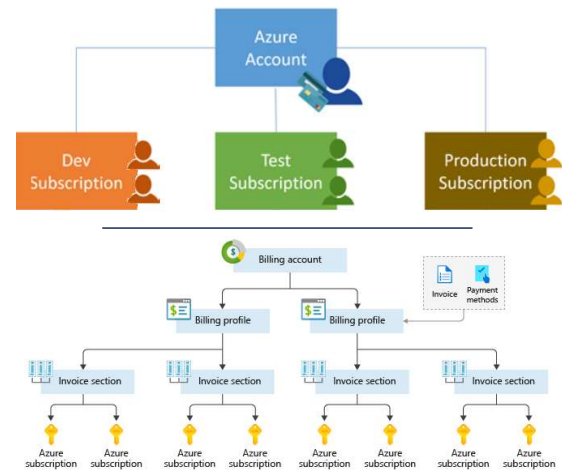 Azure
Account
Dev
Subscription
Test
Subscription
Production
Subscription
$
Billing account
$
Billing profile
$
Billing profile
Invoice
Payment
methods
Invoice section
Invoice section
Invoice section
Invoice section
Azure
subscription
Azure
subscription
Azure
subscription
Azure
subscription
Azure
subscription
Azure
subscription
Azure
subscription
Azure
subscription